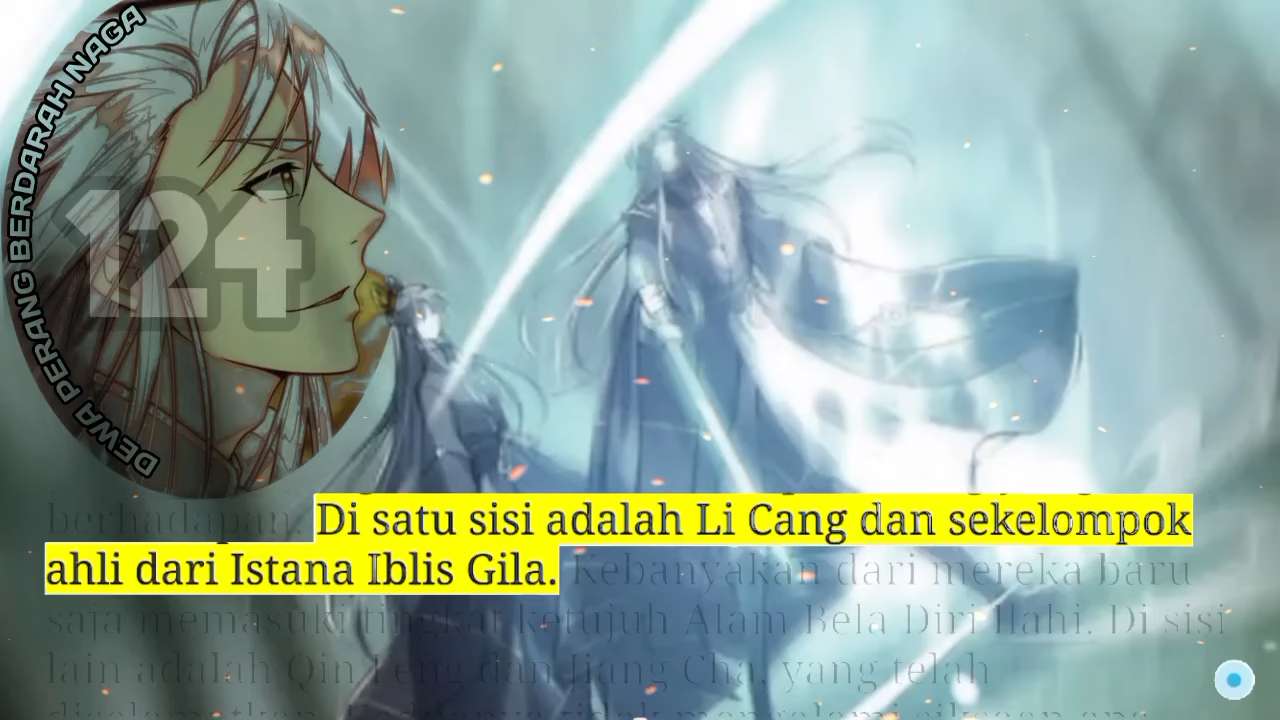 DEWA PERANG BERDARAH NAGA
124
berhadapan. Di satu sisi adalah Li Cang dan sekelompok
ahli dari Istana Iblis Gila. Kebanyakan dari mereka baru
saja memasuki tingkat ketujuh Alam Bela Diri Ilahi. Di sisi
lain adalah Qin Feng dan Jiang Cha, yang telah